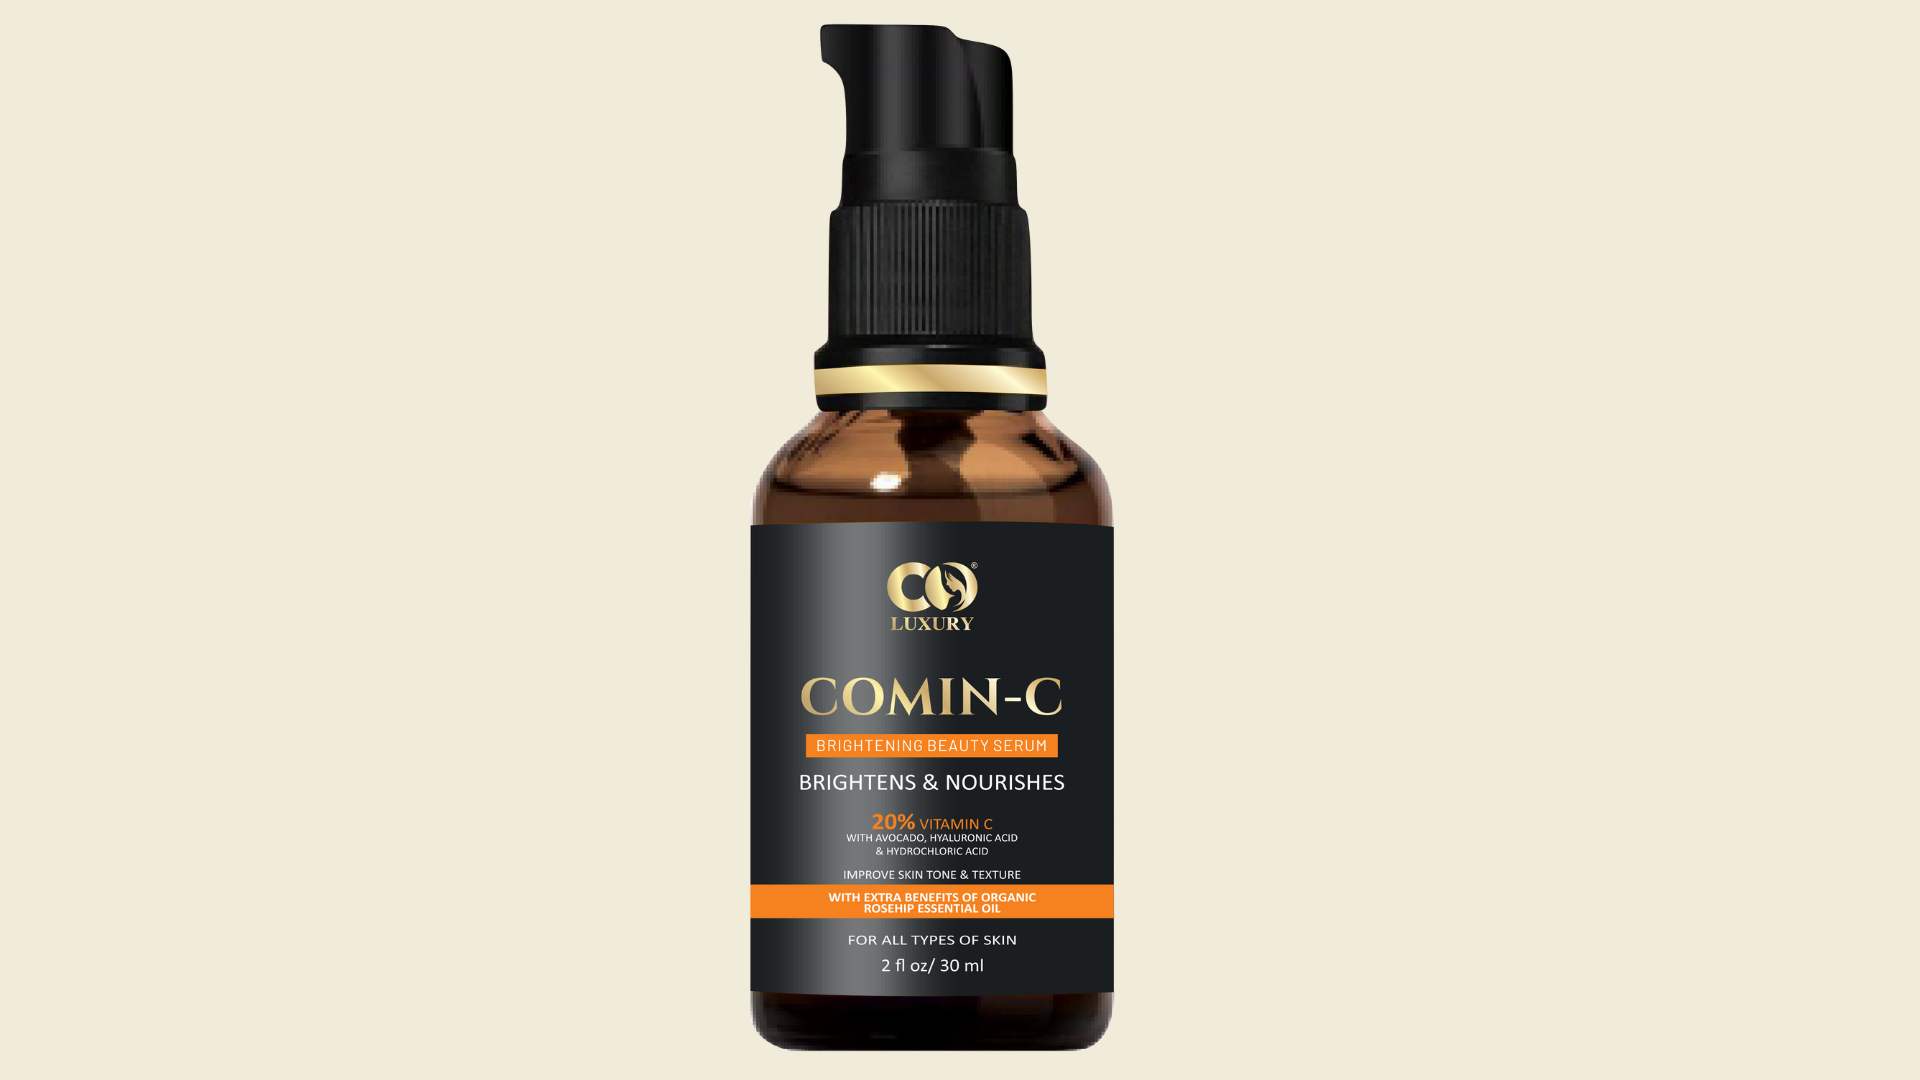 CO®
LUXURY
COMIN-C
BRIGHTENING BEAUTY SERUM
BRIGHTENS & NOURISHES
20% VITAMIN C
WITH AVOCADO, HYALURONIC ACID
& HYDROCHLORIC ACID
IMPROVE SKIN TONE & TEXTURE
WITH EXTRA BENEFITS OF ORGANIC
ROSEHIP ESSENTIAL OIL
FOR ALL TYPES OF SKIN
2 fl oz/ 30 ml